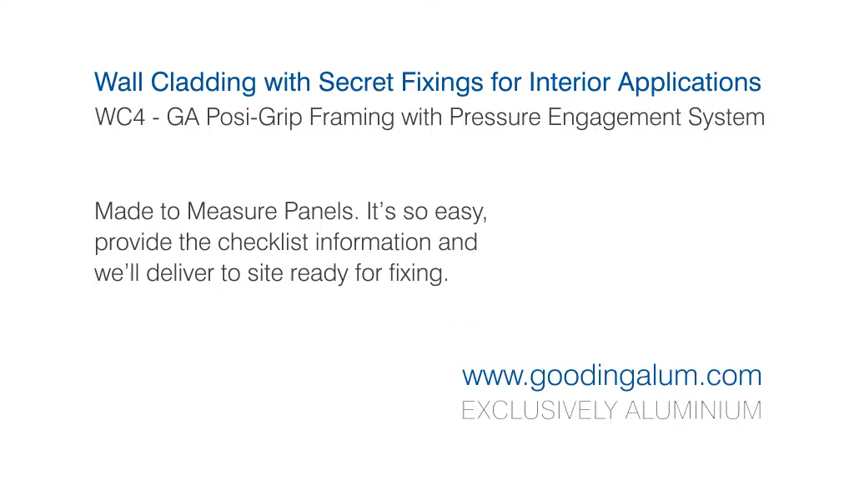 Wall Cladding with Secret Fixings for Interior Applications
WC4 - GA Posi-Grip Framing with Pressure Engagement System
Made to Measure Panels. It’s so easy,
provide the checklist information and
we’ll deliver to site ready for fixing.
www.goodingalum.com
EXCLUSIVELY ALUMINIUM